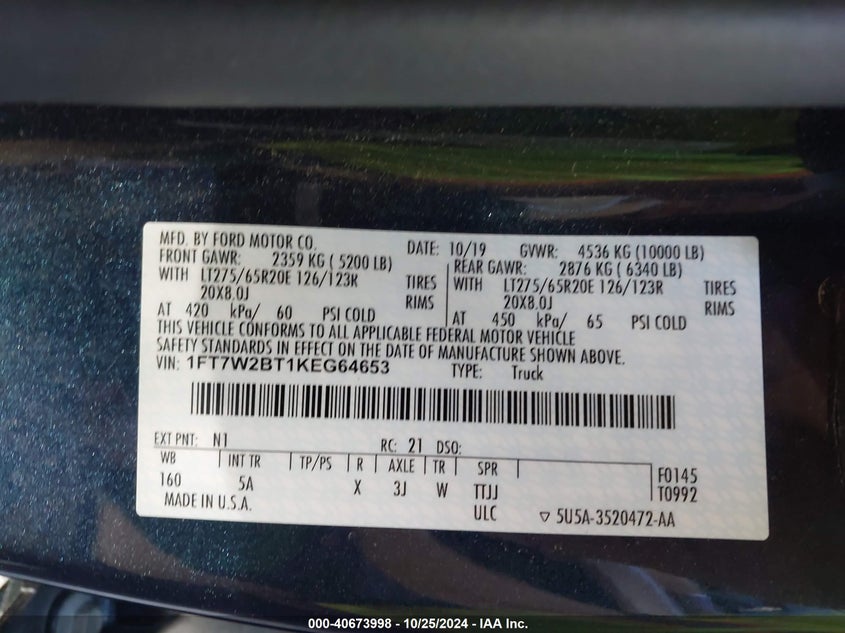 MFD. BY FORD MOTOR CO. DATE: 10/19 GVWR: 4536 KG (10000 LB)
FRONT GAWR: 2359 KG ( 5200 LB) REAR GAWR: 2876 KG ( 6340 LB)
WITH LT275/65R20E 126/123R TIRES WITH LT275/65R20E 126/123R TIRES
20X8.0J RIMS 20X8.0J RIMS
AT 420 kPa/ 60 PSI COLD AT 450 kPa/ 65 PSI COLD
THIS VEHICLE CONFORMS TO ALL APPLICABLE FEDERAL MOTOR VEHICLE
SAFETY STANDARDS IN EFFECT ON THE DATE OF MANUFACTURE SHOWN ABOVE.
VIN: 1FT7W2BT1KEG64653 TYPE: Truck
EXT PNT: N1 RC: 21 DSO:
WB INT TR TP/PS R AXLE TR SPR F0145
160 5A X 3J W TTJJ T0992
MADE IN U.S.A. ULC ▽ 5U5A-3520472-AA
000-40673998 - 10/25/2024 - IAA Inc.